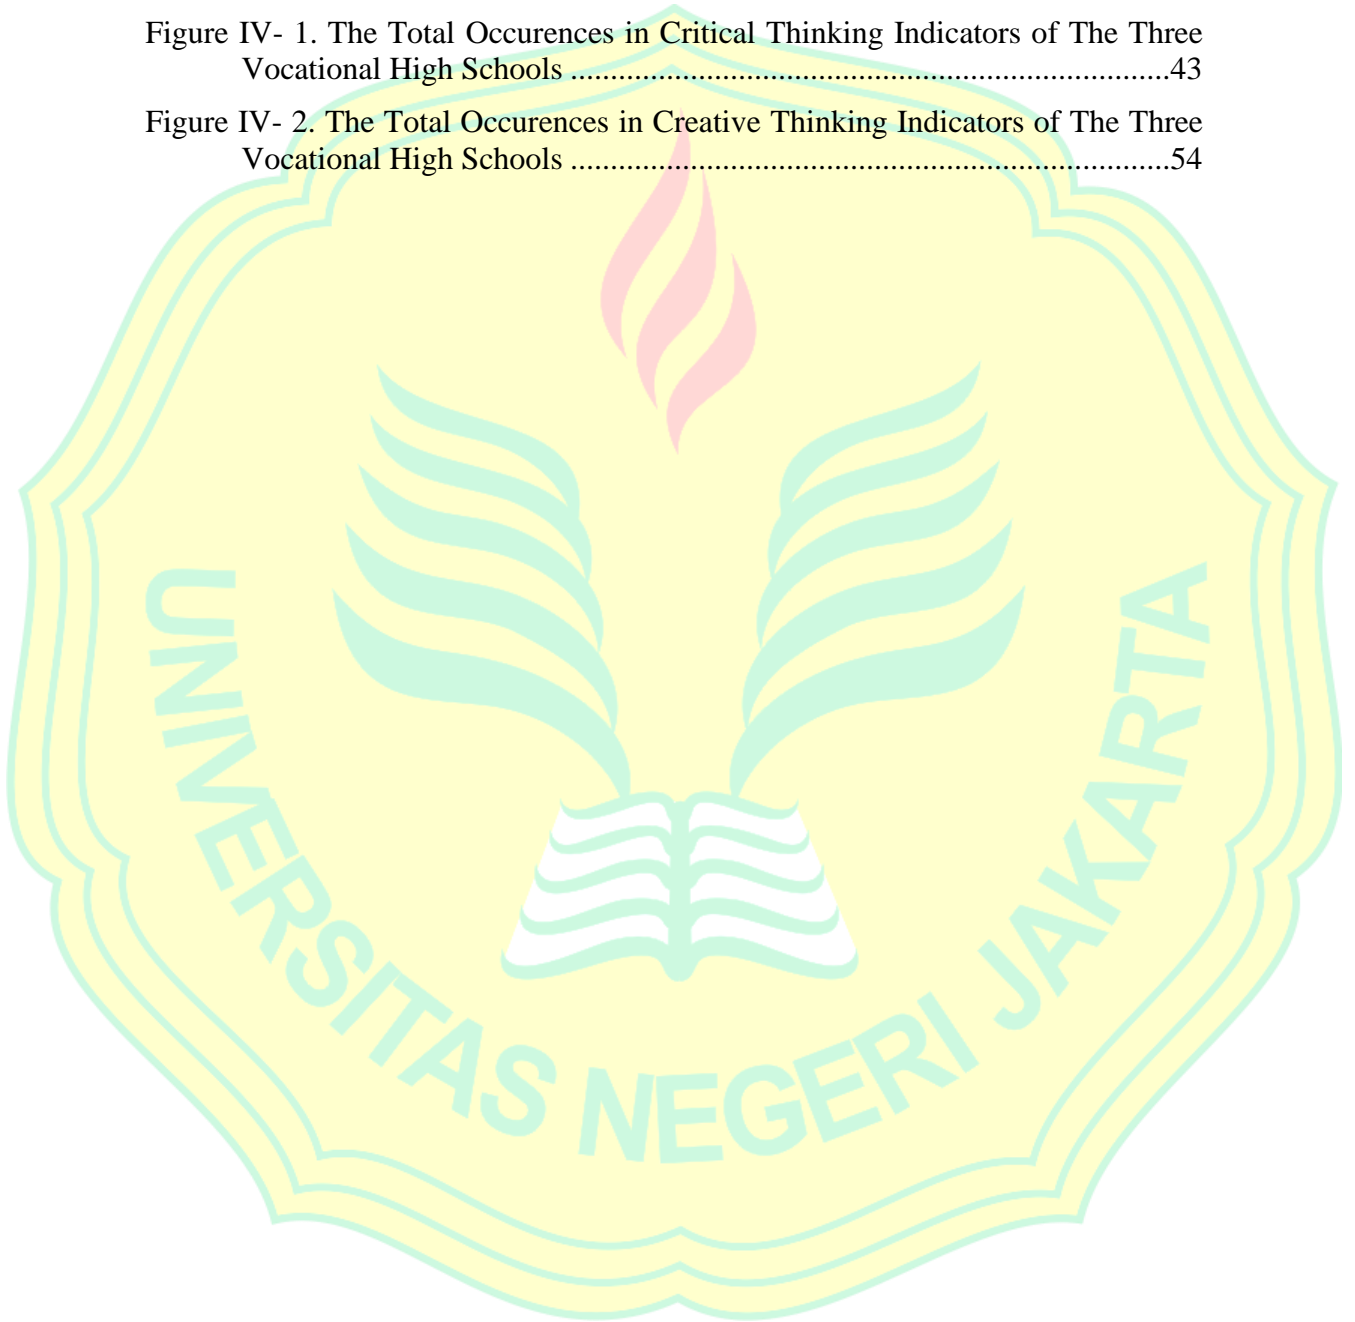 Figure IV- 1. The Total Occurences in Critical Thinking Indicators of The Three
Vocational High Schools ...........................................................................43
Figure IV- 2. The Total Occurences in Creative Thinking Indicators of The Three
Vocational High Schools ...........................................................................54
UNIVERSITAS NEGERI JAKARTA